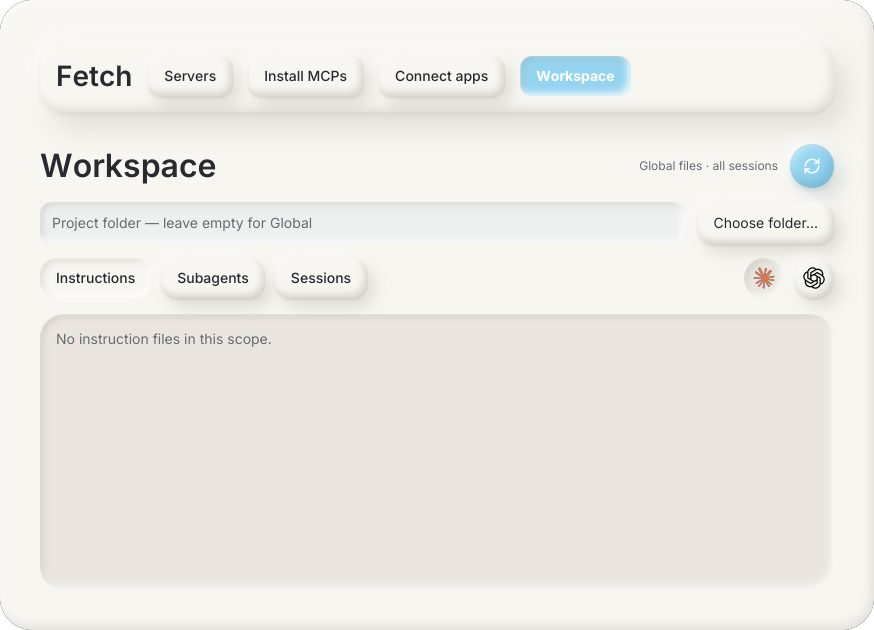 Fetch
Servers
Install MCPs
Connect apps
Workspace
Workspace
Global files · all sessions
Project folder — leave empty for Global
Choose folder...
Instructions
Subagents
Sessions
No instruction files in this scope.